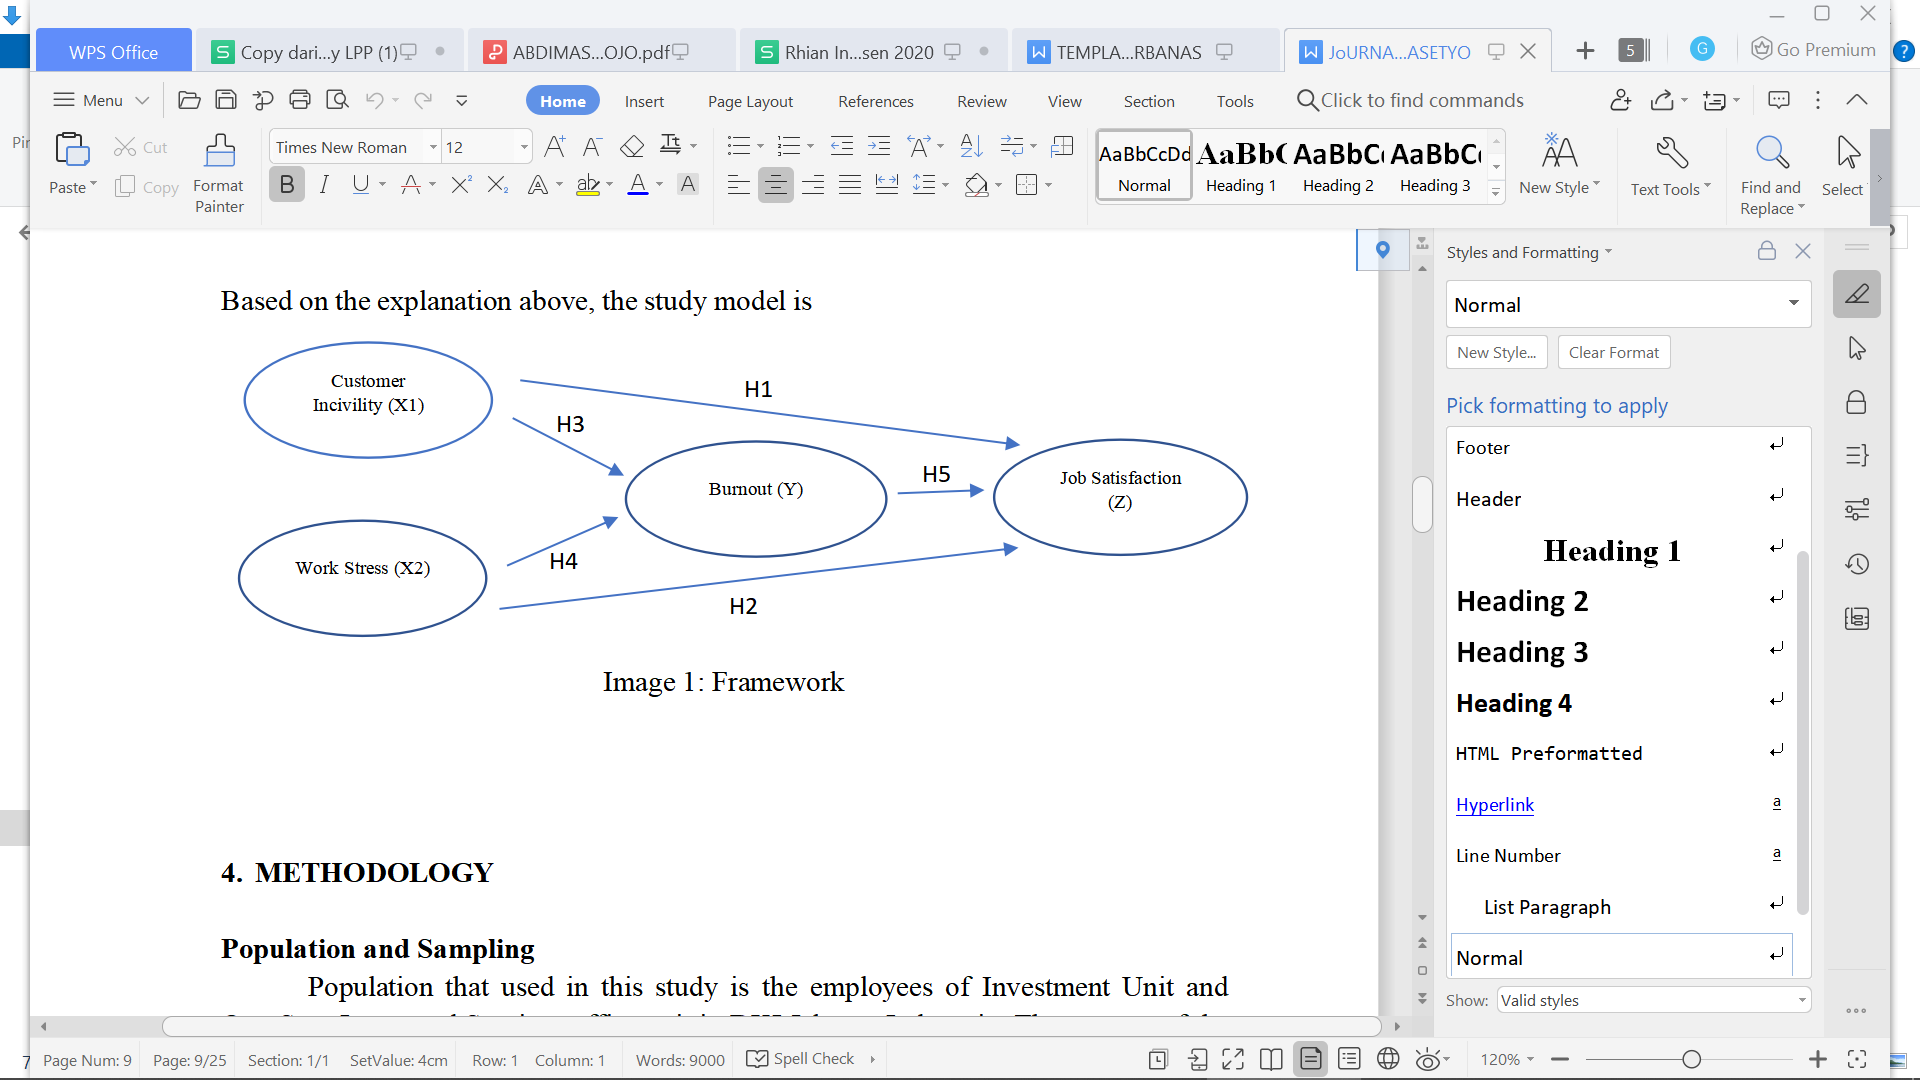 WPS Office
Copy dari...y LPP (1)
ABDIMAS...OJO.pdf
Rhian In...sen 2020
TEMPLA...RBANAS
JoURNA...ASETYO
5
G
Go Premium
Menu
Home
Insert
Page Layout
References
Review
View
Section
Tools
Click to find commands
Paste
Cut
Copy
Format
Painter
Times New Roman
12
AaBbCcDd
Normal
AaBb(
Heading 1
AaBbC
Heading 2
AaBbC
Heading 3
New Style
Text Tools
Find and
Replace
Select
Based on the explanation above, the study model is
Customer
Incivility (X1)
H1
H3
Burnout (Y)
H5
Job Satisfaction
(Z)
Work Stress (X2)
H4
H2
Image 1: Framework
4. METHODOLOGY
Population and Sampling
Population that used in this study is the employees of Investment Unit and
Styles and Formatting
Normal
New Style...
Clear Format
Pick formatting to apply
Footer
Header
Heading 1
Heading 2
Heading 3
Heading 4
HTML Preformatted
Hyperlink
Line Number
List Paragraph
Normal
Show:
Valid styles
Page Num: 9
Page: 9/25
Section: 1/1
SetValue: 4cm
Row: 1
Column: 1
Words: 9000
Spell Check
120%